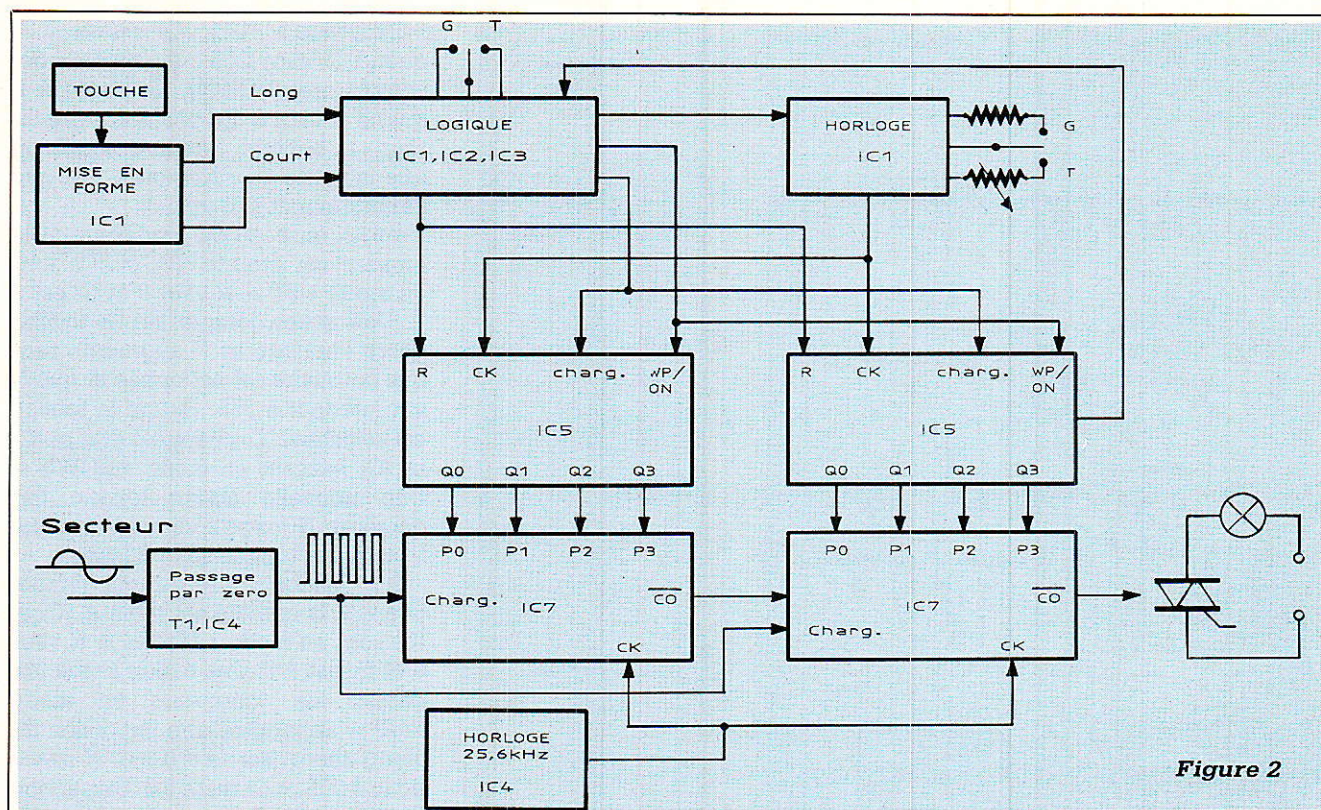 G T
TOUCHE
Long
Court
MISE EN
FORME
IC1
LOGIQUE
IC1,IC2,IC3
HORLOGE
IC1
G
T
R CK charg. WP/
ON
IC5
Q0 Q1 Q2 Q3
R CK charg. WP/
ON
IC5
Q0 Q1 Q2 Q3
Secteur
Passage
par zero
T1,IC4
P0 P1 P2 P3
Charg. IC7 CO
CK
P0 P1 P2 P3
IC7 CO
Charg.
CK
HORLOGE
25,6kHz
IC4
Figure 2